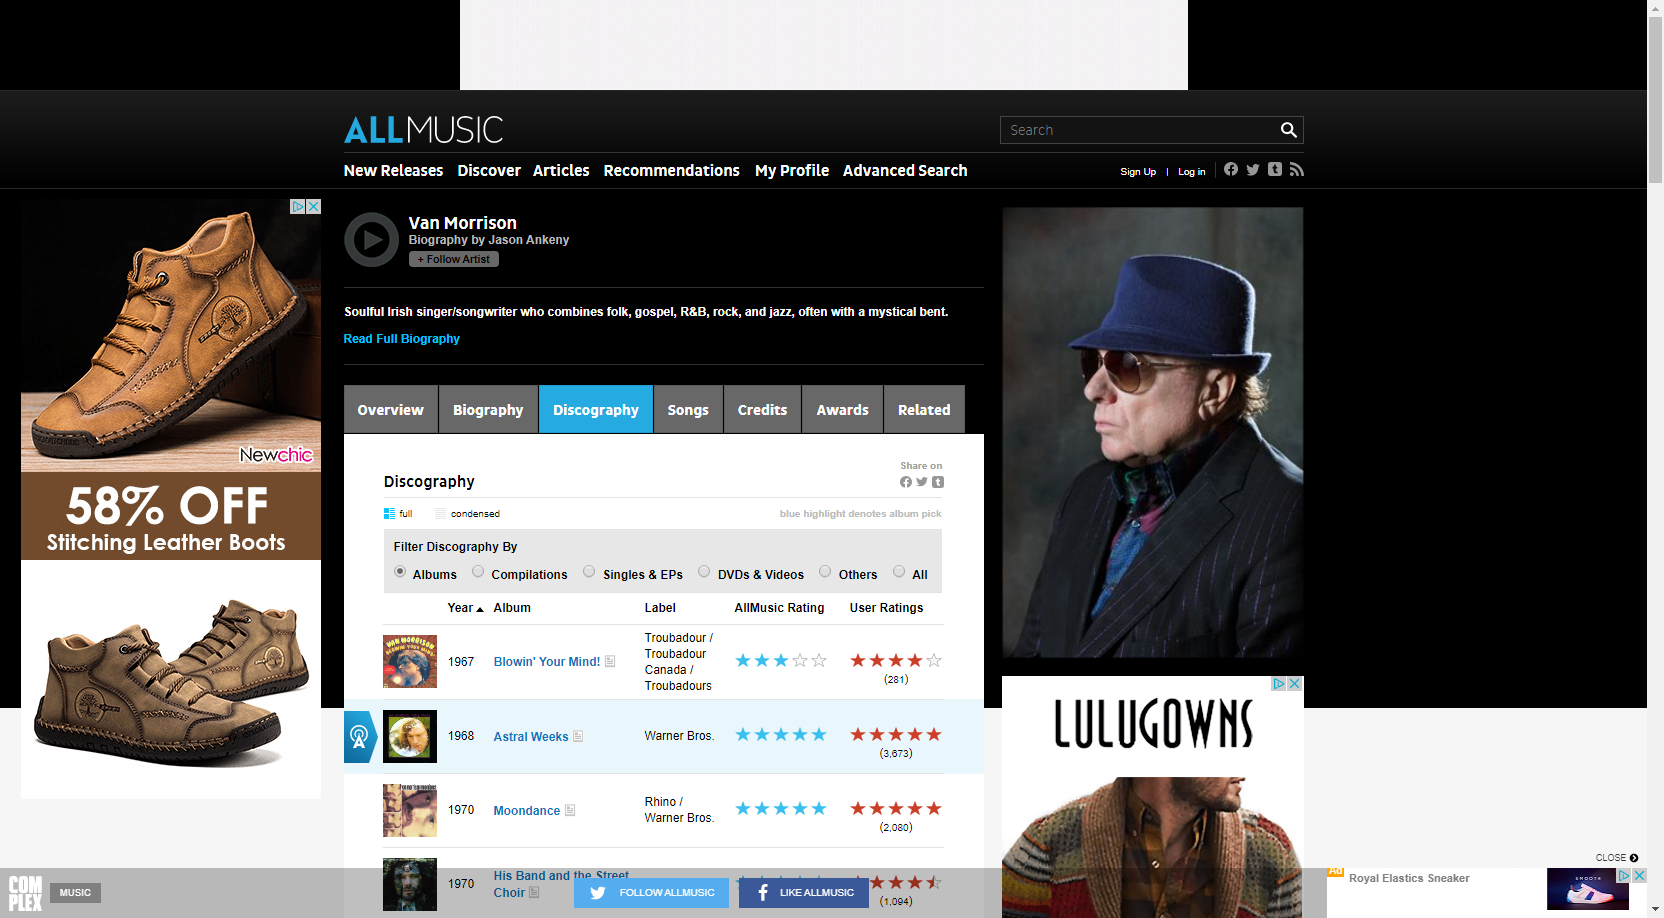 ALLMUSIC
Search
New Releases Discover Articles Recommendations My Profile Advanced Search
Sign Up | Log in
Van Morrison
Biography by Jason Ankeny
+ Follow Artist
Soulful Irish singer/songwriter who combines folk, gospel, R&B, rock, and jazz, often with a mystical bent.
Read Full Biography
Overview Biography Discography Songs Credits Awards Related
Newchic
58% OFF
Stitching Leather Boots
Share on
Discography
full condensed blue highlight denotes album pick
Filter Discography By
Albums Compilations Singles & EPs DVDs & Videos Others All
Year Album Label AllMusic Rating User Ratings
1967 Blowin' Your Mind! Troubadour / Troubadour Canada / Troubadours (281)
1968 Astral Weeks Warner Bros. (3,673)
1970 Moondance Rhino / Warner Bros. (2,080)
1970 His Band and the Street Choir (1,094)
LULUGOWNS
CLOSE
COMPLEX
MUSIC
FOLLOW ALLMUSIC
LIKE ALLMUSIC
Ad
Royal Elastics Sneaker